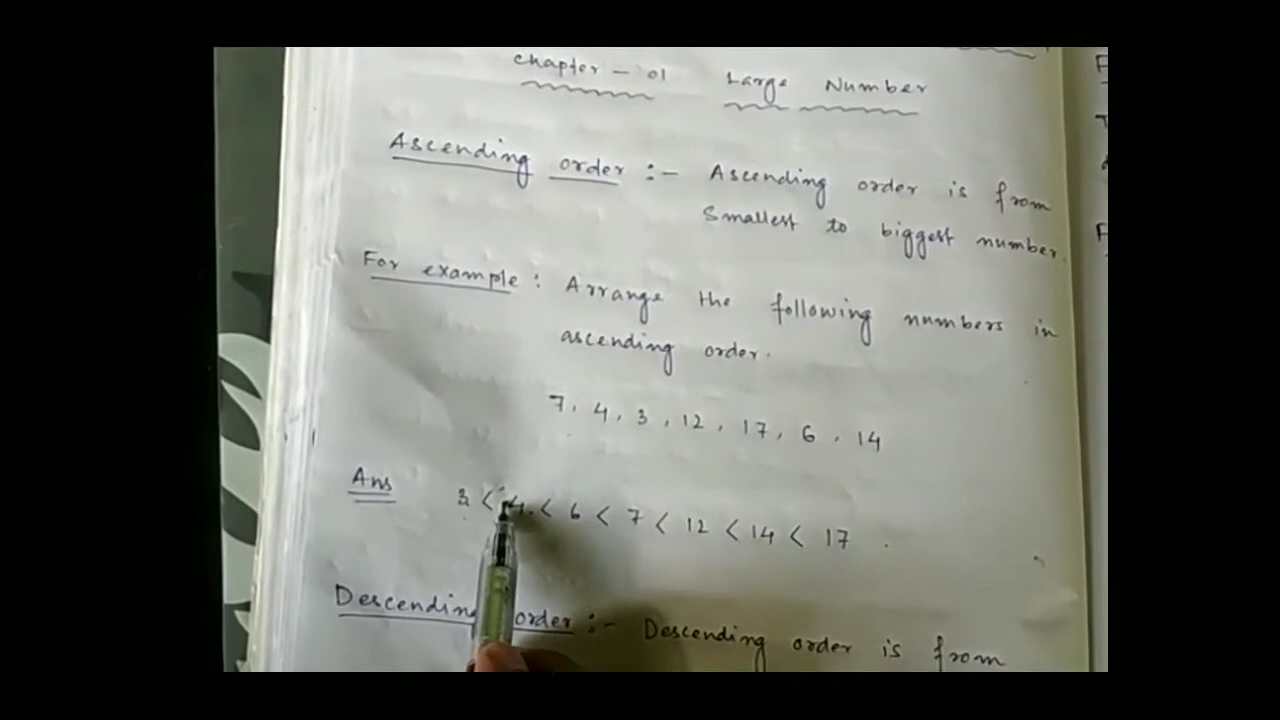 Chapter - 01 Large Number
Ascending order :- Ascending order is from
Smallest to biggest number.
For example : Arrange the following numbers in
ascending order.
7, 4, 3, 12, 17, 6, 14
Ans 3 < 4 < 6 < 7 < 12 < 14 < 17 .
Descending order :- Descending order is from